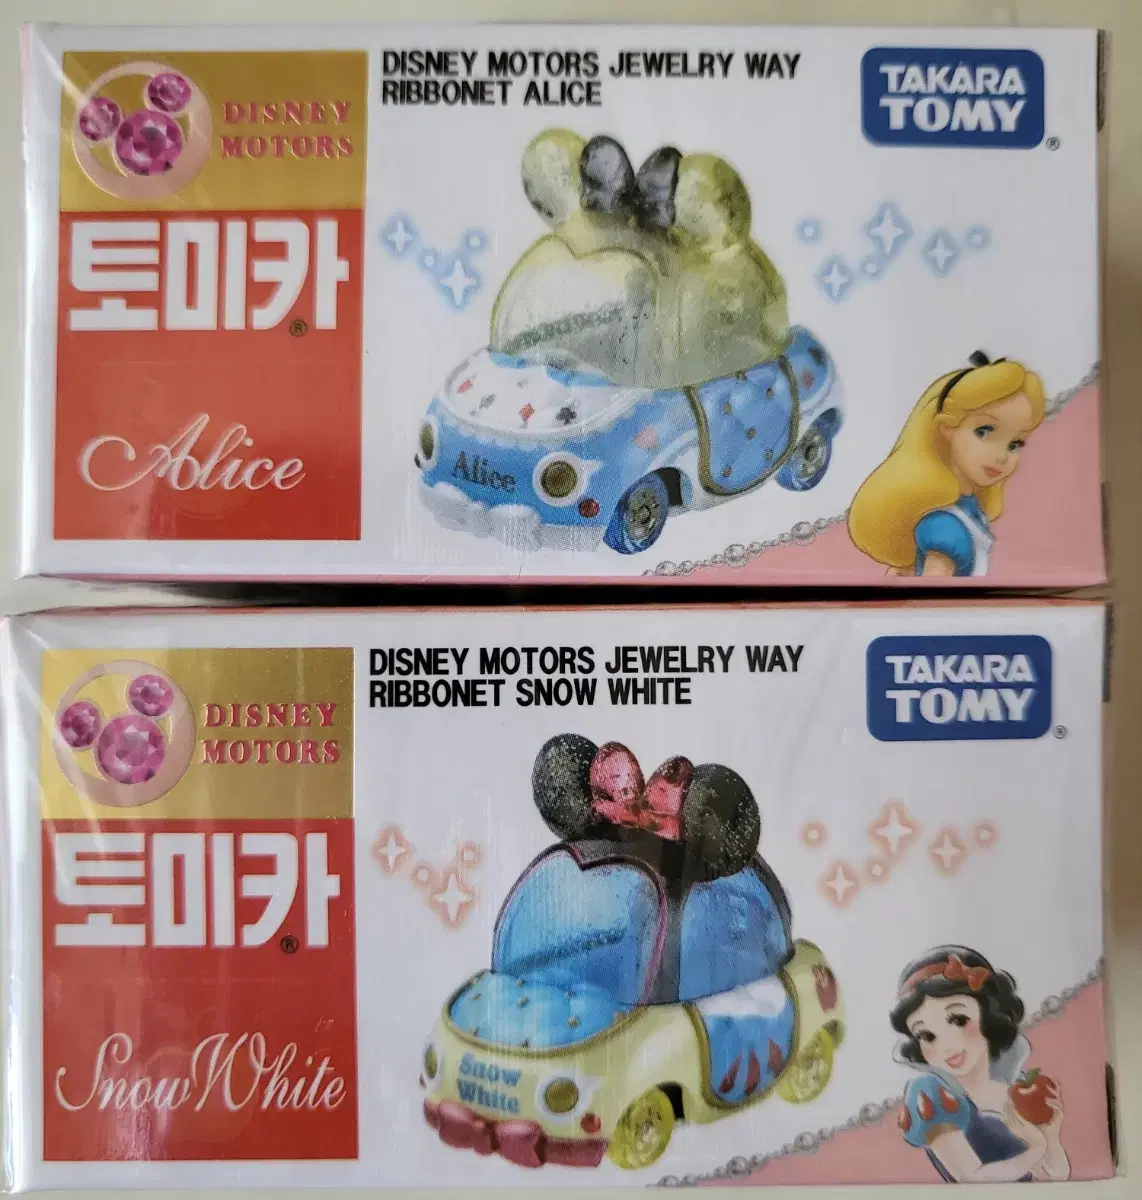 DISNEY MOTORS JEWELRY WAY
RIBBONET ALICE
TAKARA
TOMY
®
DISNEY
MOTORS
토미카
®
Alice
Alice
DISNEY MOTORS JEWELRY WAY
RIBBONET SNOW WHITE
TAKARA
TOMY
®
DISNEY
MOTORS
토미카
®
Snow White
Snow
White